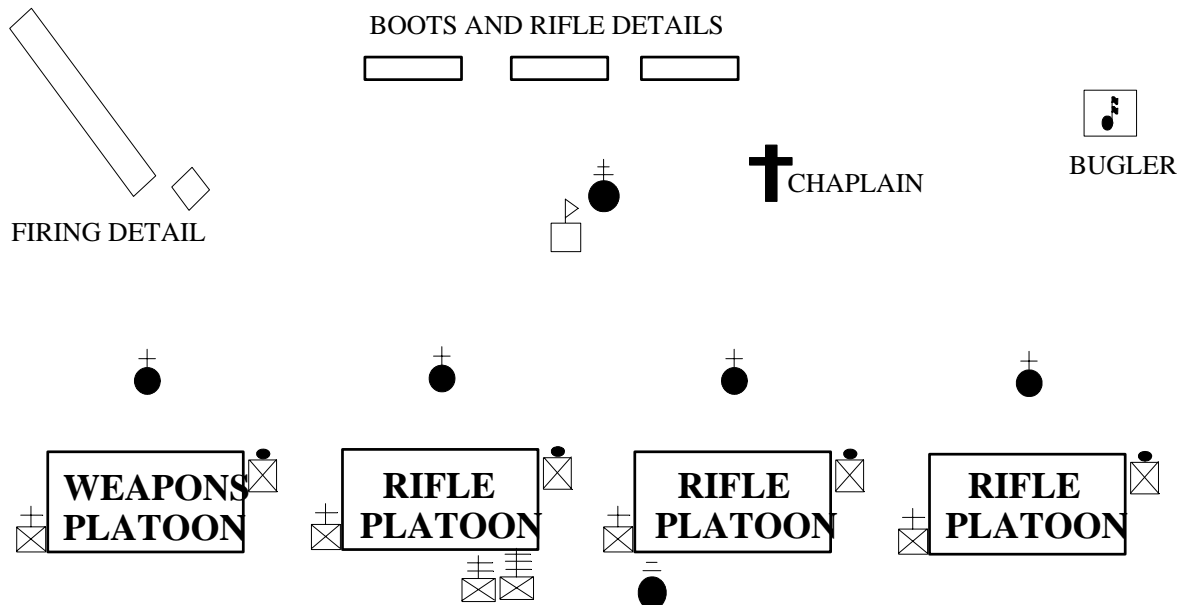 BOOTS AND RIFLE DETAILS
BUGLER
CHAPLAIN
FIRING DETAIL
WEAPONS
PLATOON
RIFLE
PLATOON
RIFLE
PLATOON
RIFLE
PLATOON